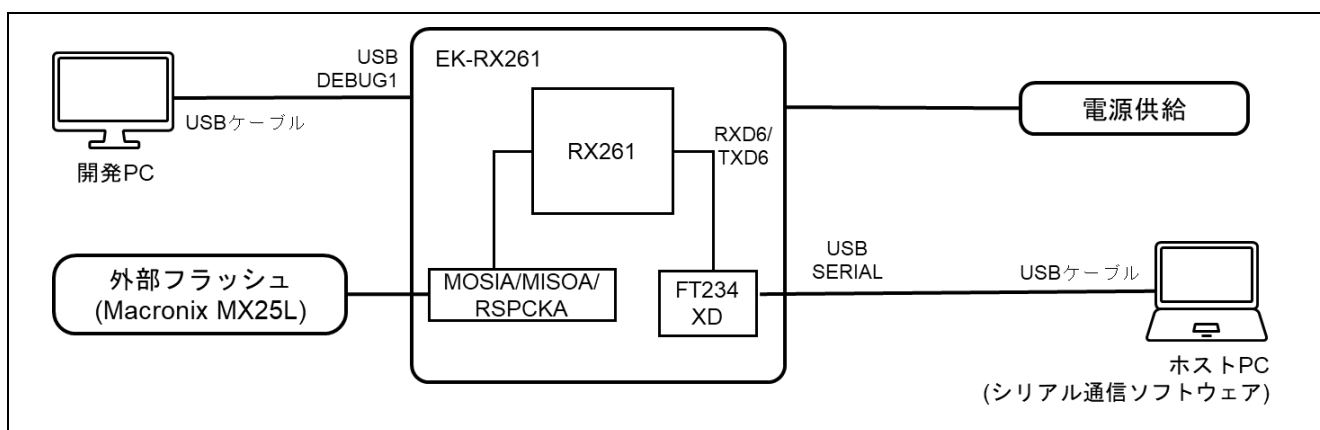 USB
DEBUG1
USBケーブル
開発PC
EK-RX261
RX261
RXD6/
TXD6
電源供給
外部フラッシュ
(Macronix MX25L)
MOSIA/MISOA/
RSPCKA
FT234
XD
USB
SERIAL
USBケーブル
ホストPC
(シリアル通信ソフトウェア)